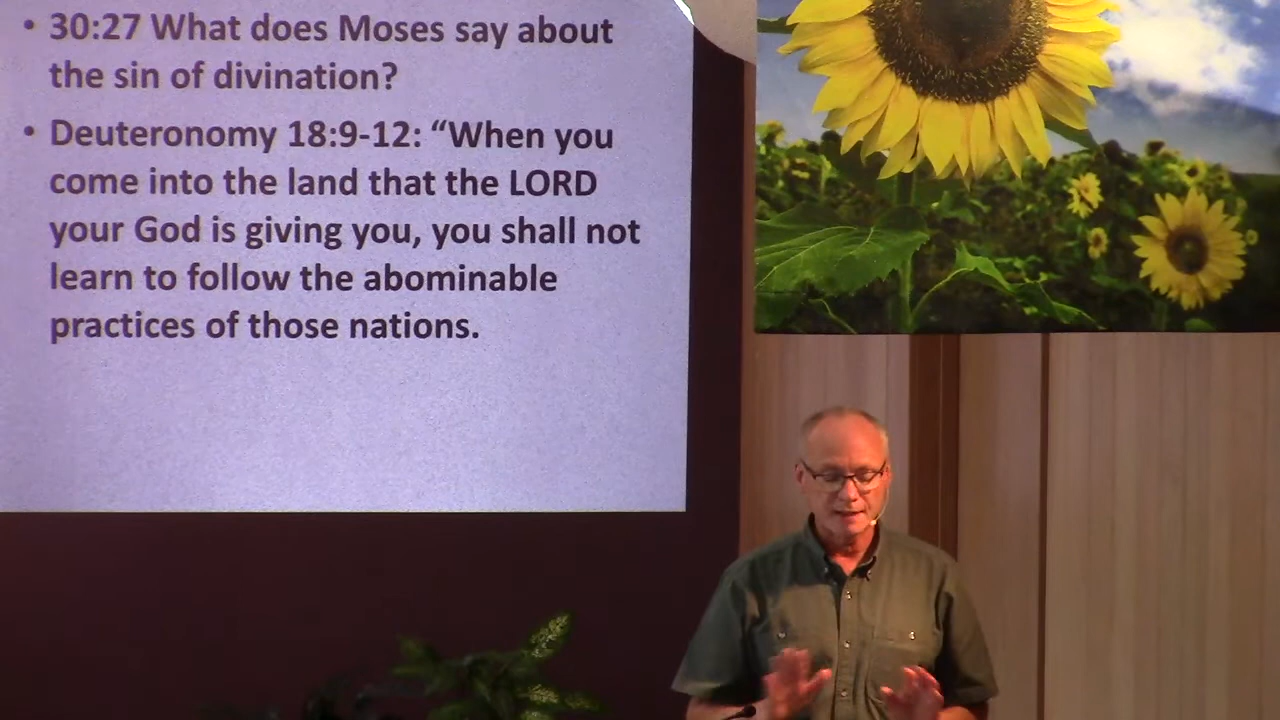 • 30:27 What does Moses say about
the sin of divination?
• Deuteronomy 18:9-12: “When you
come into the land that the LORD
your God is giving you, you shall not
learn to follow the abominable
practices of those nations.